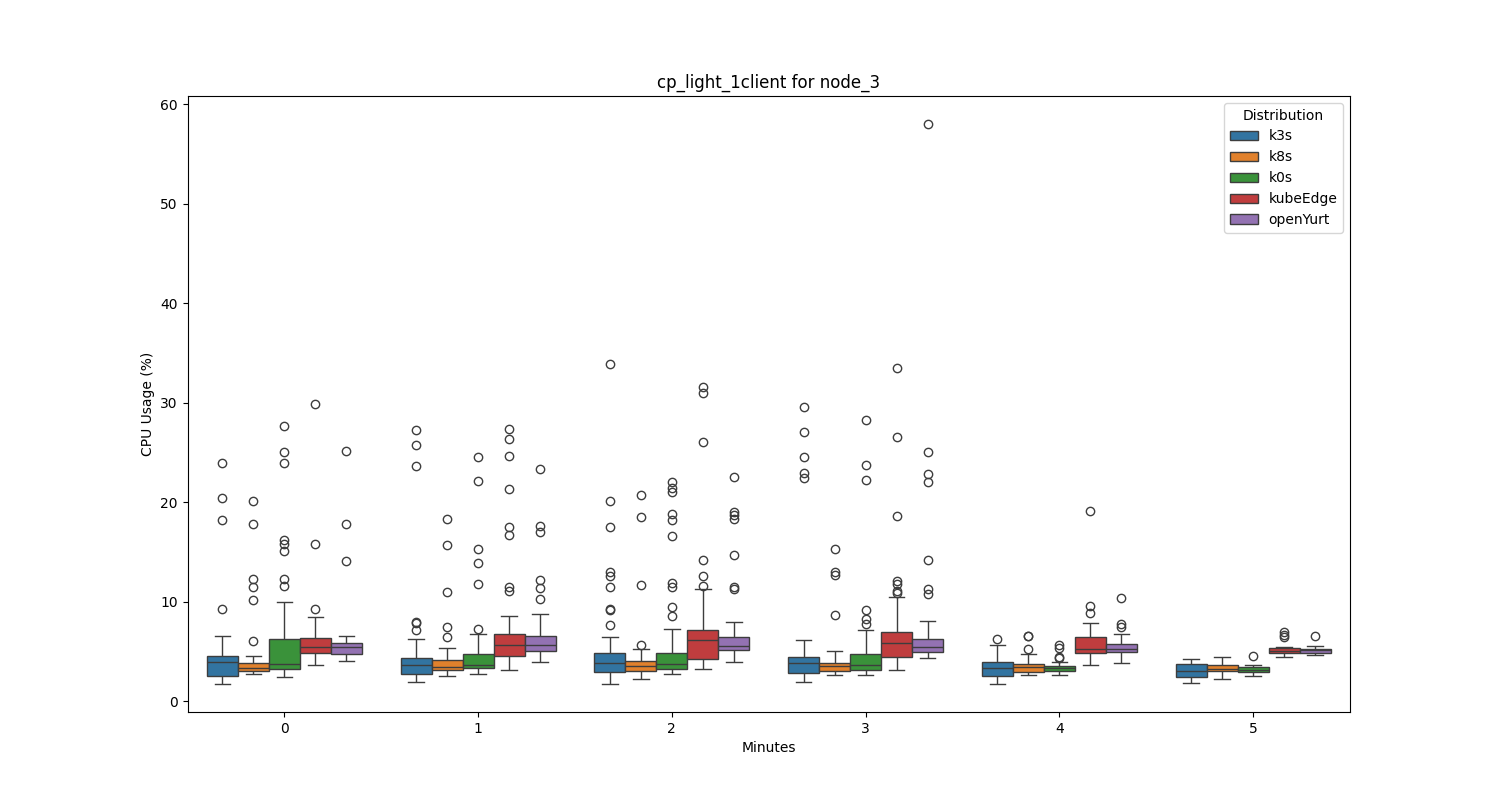 cp_light_1client for node_3
60
50
40
30
20
10
0
CPU Usage (%)
Distribution
k3s
k8s
k0s
kubeEdge
openYurt
0 1 2 3 4 5
Minutes